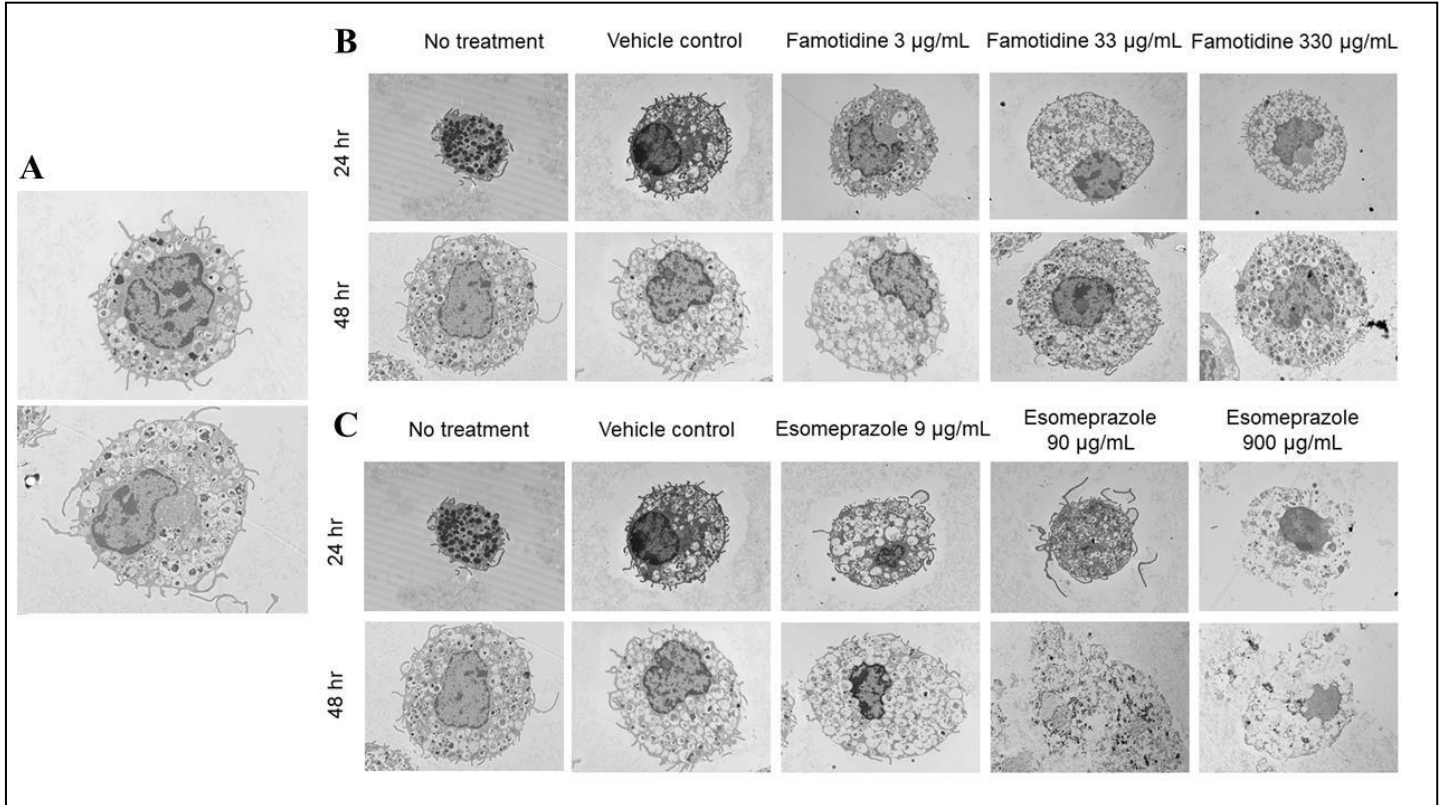 A
B
No treatment Vehicle control Famotidine 3 µg/mL Famotidine 33 µg/mL Famotidine 330 µg/mL
24 hr
48 hr
C
No treatment Vehicle control Esomeprazole 9 µg/mL Esomeprazole 90 µg/mL Esomeprazole 900 µg/mL
24 hr
48 hr